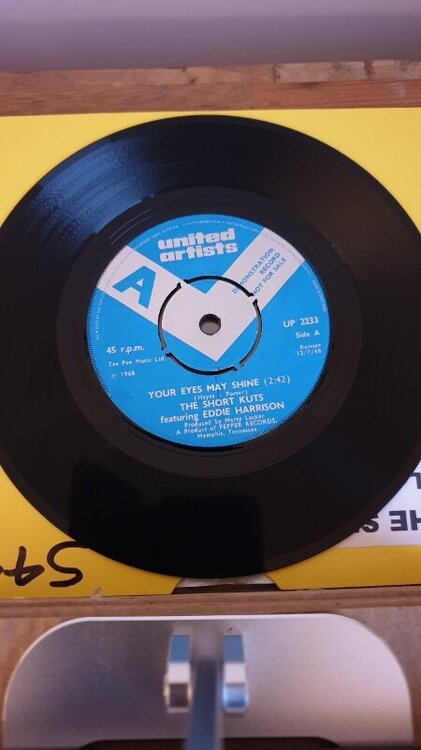 united
artists
A
DEMONSTRATION
RECORD
NOT FOR SALE
UP 2233
45 r.p.m.
Side A
Tee Pee Music Ltd
Release
12/7/68
℗ 1968
YOUR EYES MAY SHINE (2:42)
(Hayes - Porter)
THE SHORT KUTS
featuring EDDIE HARRISON
Produced by Marty Lacker
A Product of PEPPER RECORDS,
Memphis, Tennessee
THE S